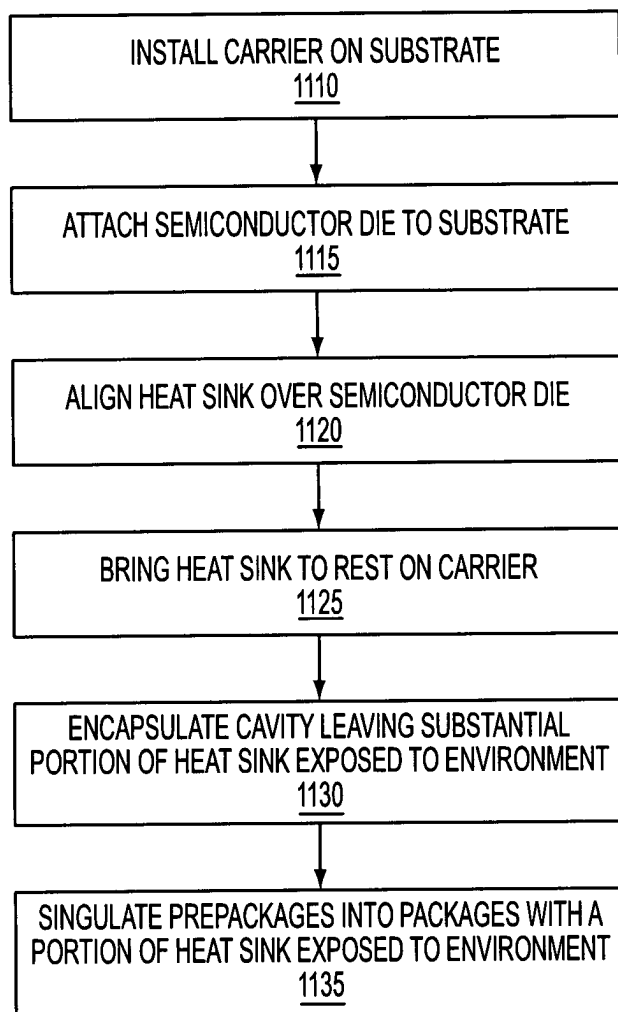 INSTALL CARRIER ON SUBSTRATE
1110
ATTACH SEMICONDUCTOR DIE TO SUBSTRATE
1115
ALIGN HEAT SINK OVER SEMICONDUCTOR DIE
1120
BRING HEAT SINK TO REST ON CARRIER
1125
ENCAPSULATE CAVITY LEAVING SUBSTANTIAL
PORTION OF HEAT SINK EXPOSED TO ENVIRONMENT
1130
SINGULATE PREPACKAGES INTO PACKAGES WITH A
PORTION OF HEAT SINK EXPOSED TO ENVIRONMENT
1135